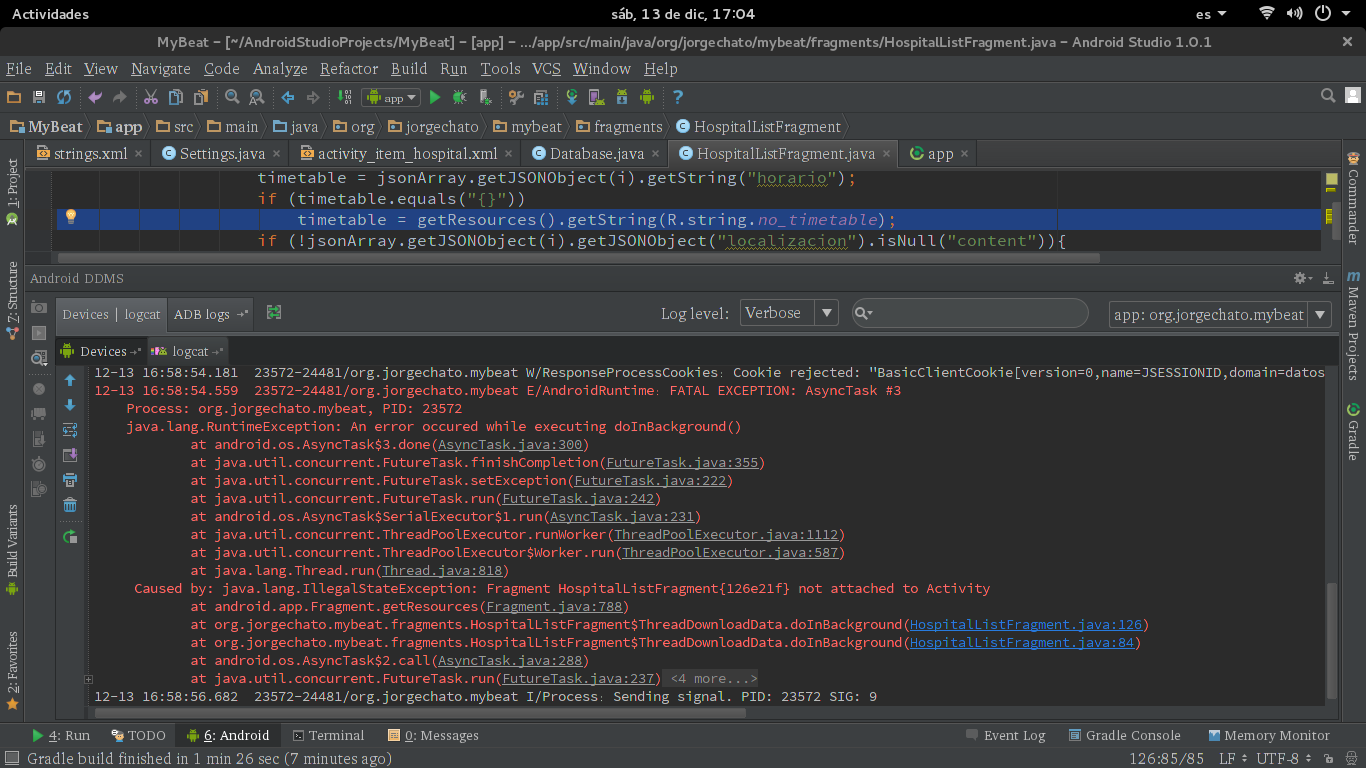 Actividades sáb, 13 de dic, 17:04 es
MyBeat – [~/AndroidStudioProjects/MyBeat] – [app] – .../app/src/main/java/org/jorgechato/mybeat/fragments/HospitalListFragment.java – Android Studio 1.0.1
File Edit View Navigate Code Analyze Refactor Build Run Tools VCS Window Help
app
MyBeat app src main java org jorgechato mybeat fragments HospitalListFragment
strings.xml Settings.java activity_item_hospital.xml Database.java HospitalListFragment.java app
1: Project
Z: Structure
Build Variants
2: Favorites
Commander
Maven Projects
Gradle
timetable = jsonArray.getJSONObject(i).getString("horario");
if (timetable.equals("{}"))
timetable = getResources().getString(R.string.no_timetable);
if (!jsonArray.getJSONObject(i).getJSONObject("localizacion").isNull("content")){
Android DDMS
Devices | logcat ADB logs Log level: Verbose app: org.jorgechato.mybeat
Devices logcat
12-13 16:58:54.181 23572-24481/org.jorgechato.mybeat W/ResponseProcessCookies: Cookie rejected: "BasicClientCookie[version=0,name=JSESSIONID,domain=datos
12-13 16:58:54.559 23572-24481/org.jorgechato.mybeat E/AndroidRuntime: FATAL EXCEPTION: AsyncTask #3
Process: org.jorgechato.mybeat, PID: 23572
java.lang.RuntimeException: An error occured while executing doInBackground()
at android.os.AsyncTask$3.done(AsyncTask.java:300)
at java.util.concurrent.FutureTask.finishCompletion(FutureTask.java:355)
at java.util.concurrent.FutureTask.setException(FutureTask.java:222)
at java.util.concurrent.FutureTask.run(FutureTask.java:242)
at android.os.AsyncTask$SerialExecutor$1.run(AsyncTask.java:231)
at java.util.concurrent.ThreadPoolExecutor.runWorker(ThreadPoolExecutor.java:1112)
at java.util.concurrent.ThreadPoolExecutor$Worker.run(ThreadPoolExecutor.java:587)
at java.lang.Thread.run(Thread.java:818)
Caused by: java.lang.IllegalStateException: Fragment HospitalListFragment{126e21f} not attached to Activity
at android.app.Fragment.getResources(Fragment.java:788)
at org.jorgechato.mybeat.fragments.HospitalListFragment$ThreadDownloadData.doInBackground(HospitalListFragment.java:126)
at org.jorgechato.mybeat.fragments.HospitalListFragment$ThreadDownloadData.doInBackground(HospitalListFragment.java:84)
at android.os.AsyncTask$2.call(AsyncTask.java:288)
at java.util.concurrent.FutureTask.run(FutureTask.java:237) <4 more...>
12-13 16:58:56.682 23572-24481/org.jorgechato.mybeat I/Process: Sending signal. PID: 23572 SIG: 9
4: Run TODO 6: Android Terminal 0: Messages Event Log Gradle Console Memory Monitor
Gradle build finished in 1 min 26 sec (7 minutes ago) 126:85/85 LF UTF-8